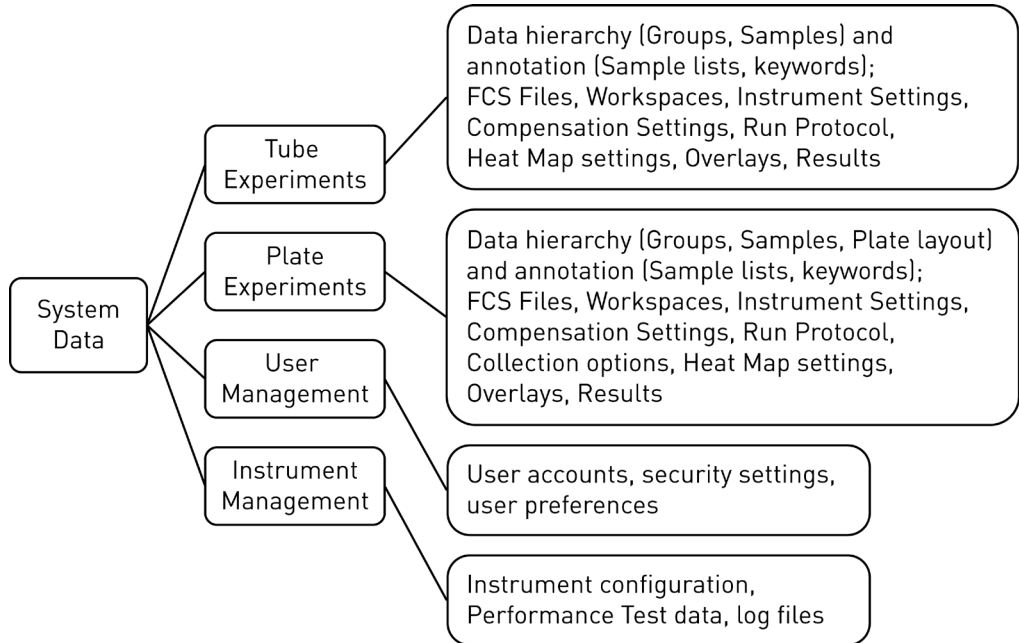 System
Data
Tube
Experiments
Data hierarchy (Groups, Samples) and
annotation (Sample lists, keywords);
FCS Files, Workspaces, Instrument Settings,
Compensation Settings, Run Protocol,
Heat Map settings, Overlays, Results
Plate
Experiments
Data hierarchy (Groups, Samples, Plate layout)
and annotation (Sample lists, keywords);
FCS Files, Workspaces, Instrument Settings,
Compensation Settings, Run Protocol,
Collection options, Heat Map settings,
Overlays, Results
User
Management
User accounts, security settings,
user preferences
Instrument
Management
Instrument configuration,
Performance Test data, log files